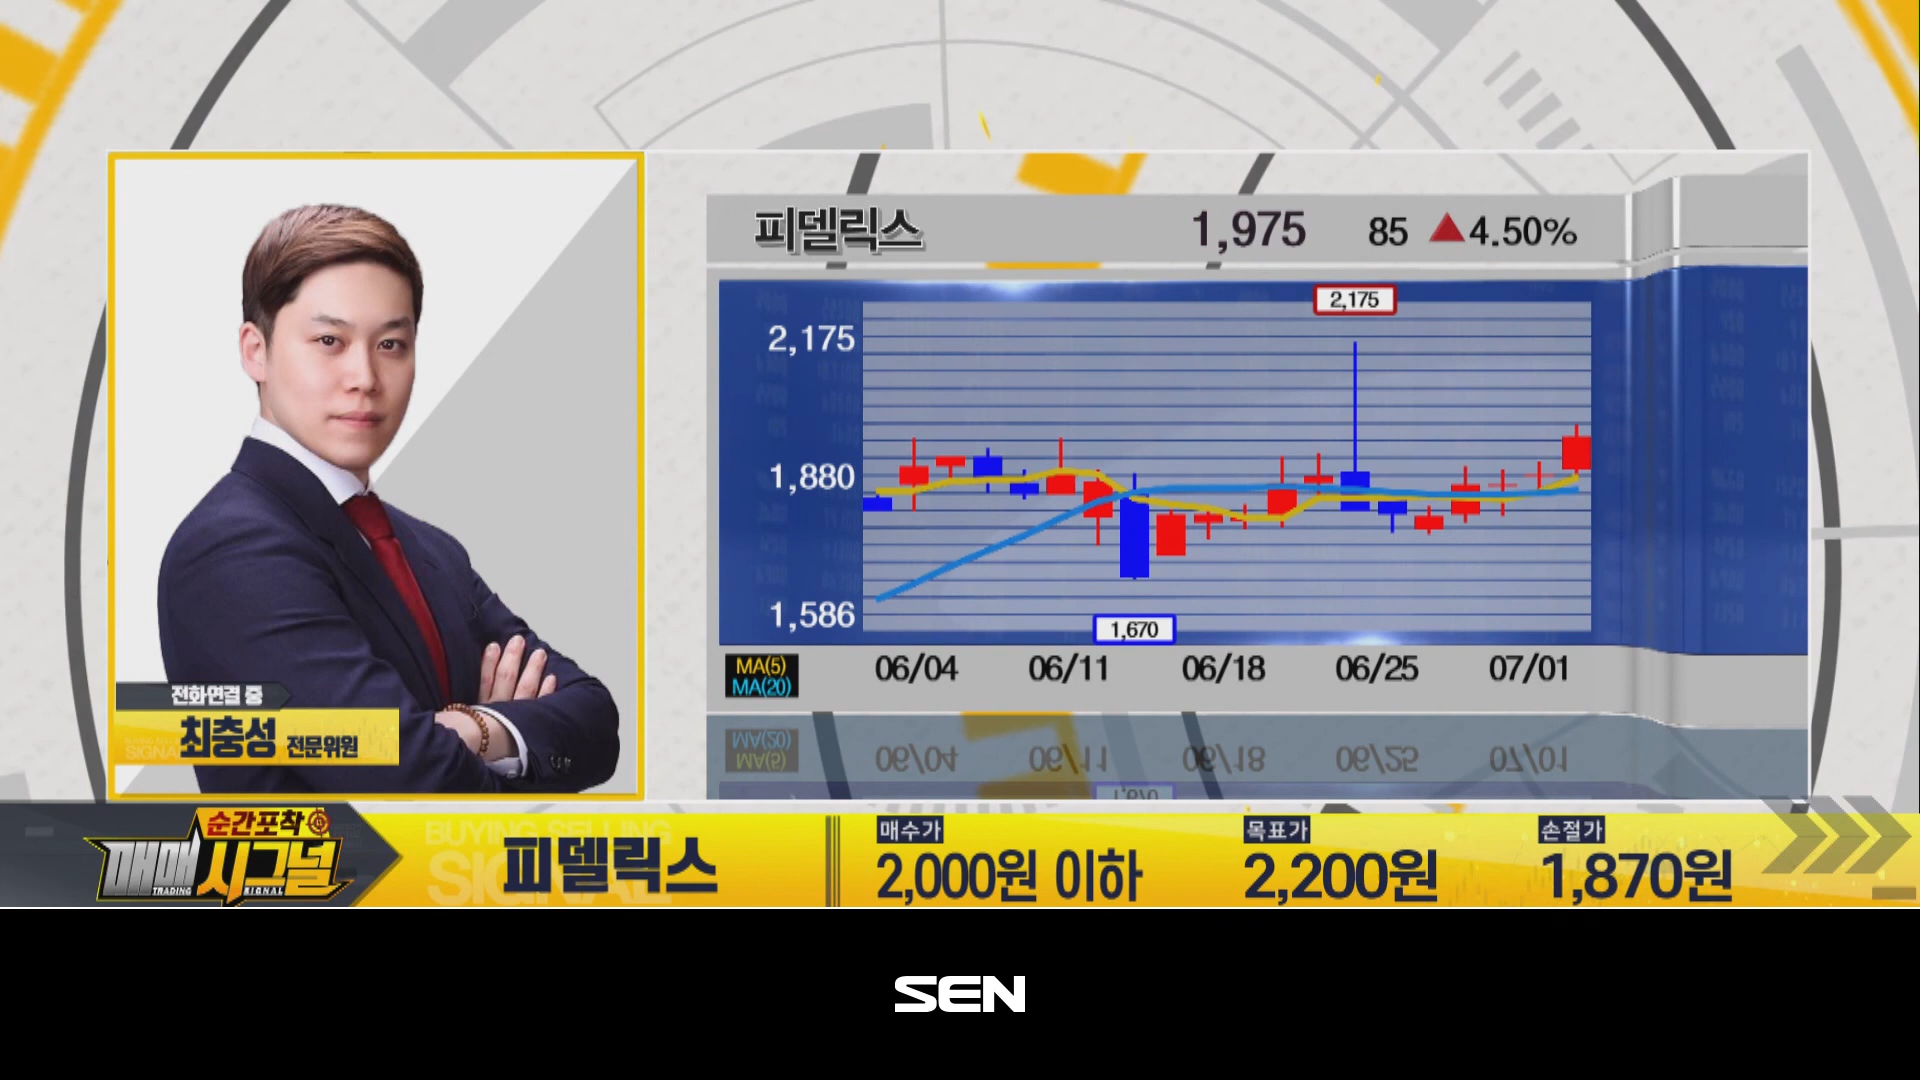 피델릭스 1,975 85 ▲4.50%
2,175
2,175
1,880
1,586
1,670
MA(5)
MA(20)
06/04 06/11 06/18 06/25 07/01
전화연결 중
최충성 전문위원
순간포착
매매시그널
TRADING SIGNAL
BUYING SELLING
SIGNAL
피델릭스
매수가
2,000원 이하
목표가
2,200원
손절가
1,870원
SEN